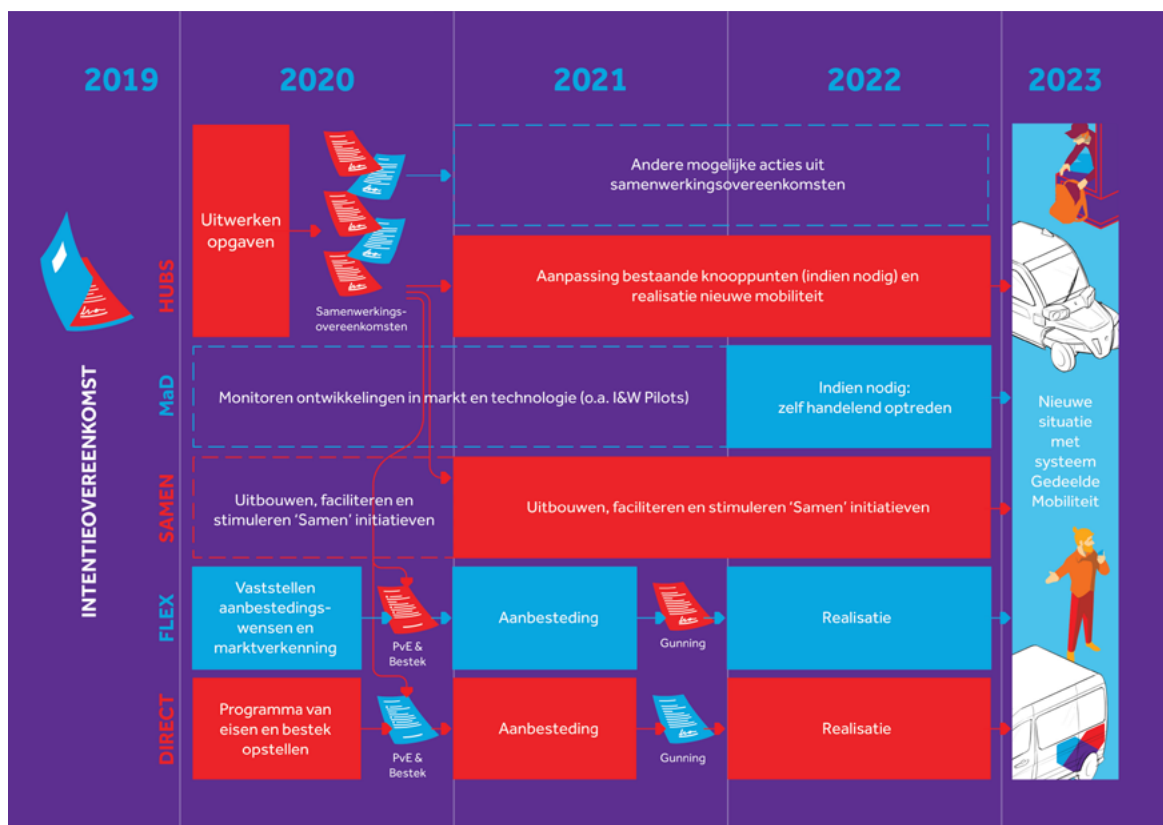 2019
2020
2021
2022
2023
INTENTIEOVEREENKOMST
HUBS
Uitwerken
opgaven
Samenwerkings-
overeenkomsten
Andere mogelijke acties uit
samenwerkingsovereenkomsten
Aanpassing bestaande knooppunten (indien nodig) en
realisatie nieuwe mobiliteit
MaD
Monitoren ontwikkelingen in markt en technologie (o.a. I&W Pilots)
Indien nodig:
zelf handelend optreden
SAMEN
Uitbouwen, faciliteren en
stimuleren ‘Samen’ initiatieven
Uitbouwen, faciliteren en stimuleren ‘Samen’ initiatieven
FLEX
Vaststellen
aanbestedings-
wensen en
marktverkenning
PvE &
Bestek
Aanbesteding
Gunning
Realisatie
DIRECT
Programma van
eisen en bestek
opstellen
PvE &
Bestek
Aanbesteding
Gunning
Realisatie
Nieuwe
situatie
met
systeem
Gedeelde
Mobiliteit